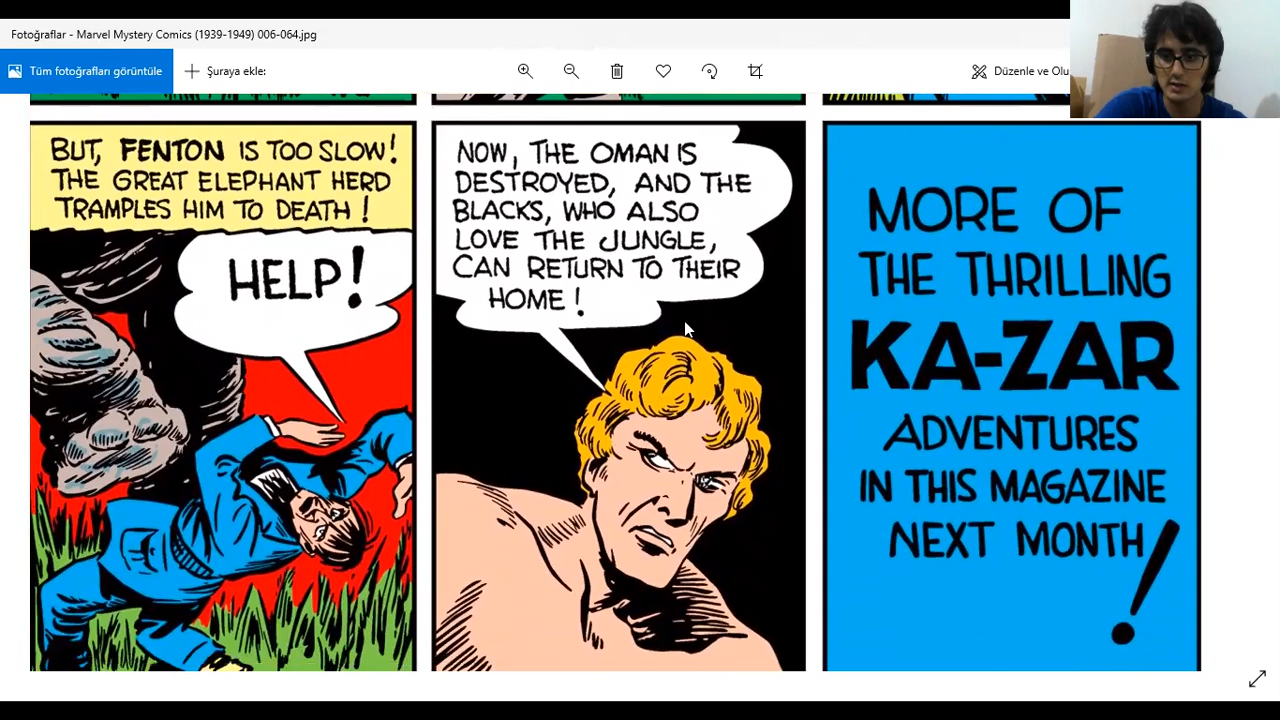 Fotoğraflar - Marvel Mystery Comics (1939-1949) 006-064.jpg
Tüm fotoğrafları görüntüle
Şuraya ekle:
Düzenle ve Olu
BUT, FENTON IS TOO SLOW!
THE GREAT ELEPHANT HERD
TRAMPLES HIM TO DEATH!
HELP!
NOW, THE OMAN IS
DESTROYED, AND THE
BLACKS, WHO ALSO
LOVE THE JUNGLE,
CAN RETURN TO THEIR
HOME!
MORE OF
THE THRILLING
KA-ZAR
ADVENTURES
IN THIS MAGAZINE
NEXT MONTH!